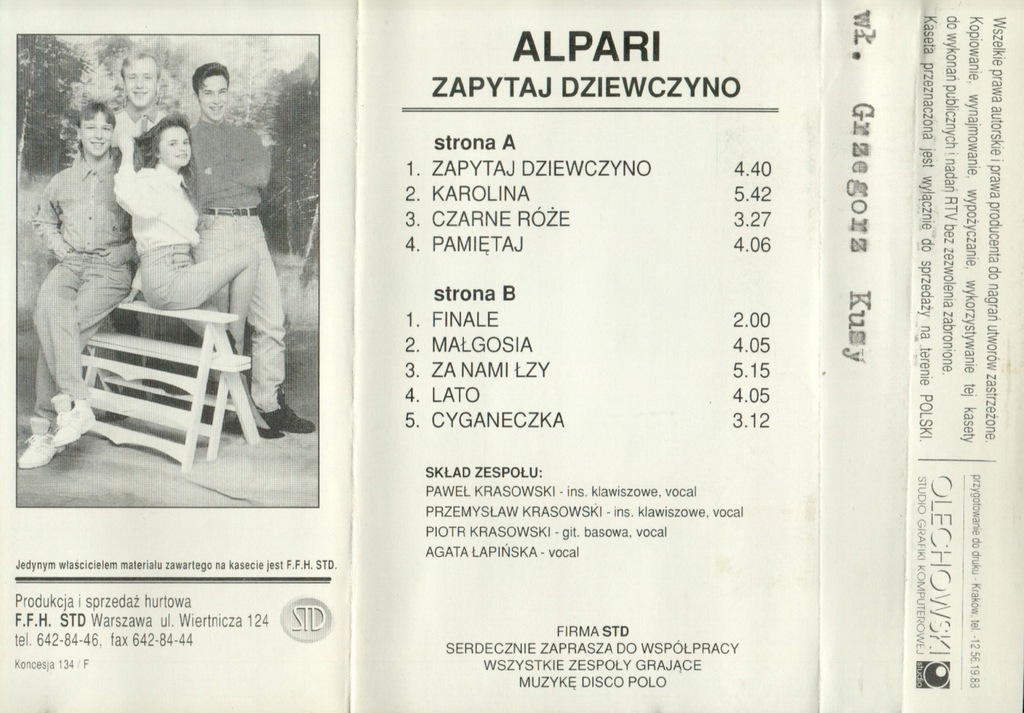 Jedynym właścicielem materiału zawartego na kasecie jest F.F.H. STD.
Produkcja i sprzedaż hurtowa
F.F.H. STD Warszawa ul. Wiertnicza 124
tel. 642-84-46, fax 642-84-44
STD
Koncesja 134 / F
ALPARI
ZAPYTAJ DZIEWCZYNO
strona A
1. ZAPYTAJ DZIEWCZYNO 4.40
2. KAROLINA 5.42
3. CZARNE RÓŻE 3.27
4. PAMIĘTAJ 4.06
strona B
1. FINALE 2.00
2. MAŁGOSIA 4.05
3. ZA NAMI ŁZY 5.15
4. LATO 4.05
5. CYGANECZKA 3.12
SKŁAD ZESPOŁU:
PAWEŁ KRASOWSKI - ins. klawiszowe, vocal
PRZEMYSŁAW KRASOWSKI - ins. klawiszowe, vocal
PIOTR KRASOWSKI - git. basowa, vocal
AGATA ŁAPIŃSKA - vocal
FIRMA STD
SERDECZNIE ZAPRASZA DO WSPÓŁPRACY
WSZYSTKIE ZESPOŁY GRAJĄCE
MUZYKĘ DISCO POLO
wł. Grzegorz Kusy
Wszelkie prawa autorskie i prawa producenta do nagrań utworów zastrzeżone.
Kopiowanie, wynajmowanie, wypożyczanie, wykorzystywanie tej kasety
do wykonań publicznych i nadań RTV bez zezwolenia zabronione.
Kaseta przeznaczona jest wyłącznie do sprzedaży na terenie POLSKI.
przygotowanie do druku - Kraków, tel. -12 56.19.83
OLECHOWSKI
STUDIO GRAFIKI KOMPUTEROWEJ
studio